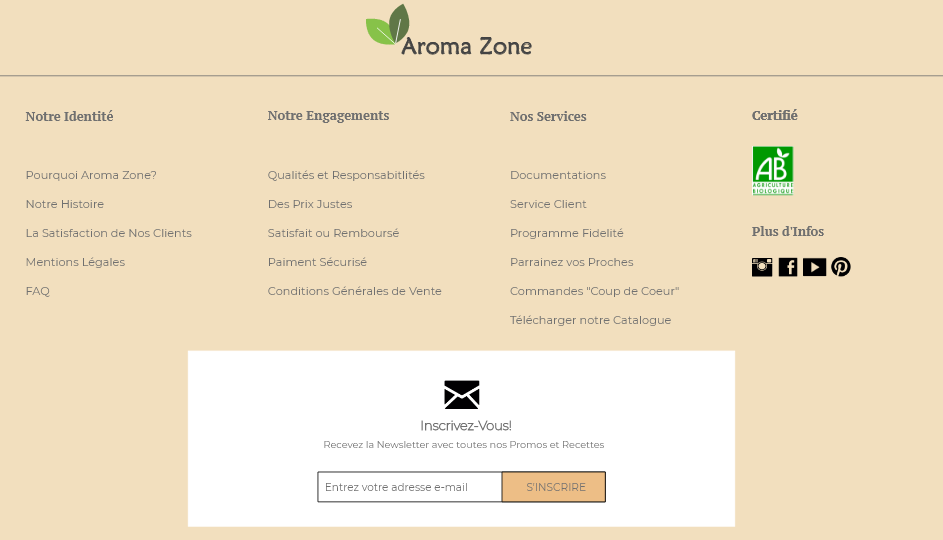 Aroma Zone
Notre Identité
Pourquoi Aroma Zone?
Notre Histoire
La Satisfaction de Nos Clients
Mentions Légales
FAQ
Notre Engagements
Qualités et Responsabitlités
Des Prix Justes
Satisfait ou Remboursé
Paiment Sécurisé
Conditions Générales de Vente
Nos Services
Documentations
Service Client
Programme Fidelité
Parrainez vos Proches
Commandes "Coup de Coeur"
Télécharger notre Catalogue
Certifié
AB
AGRICULTURE
BIOLOGIQUE
Plus d'Infos
Inscrivez-Vous!
Recevez la Newsletter avec toutes nos Promos et Recettes
Entrez votre adresse e-mail
S'INSCRIRE